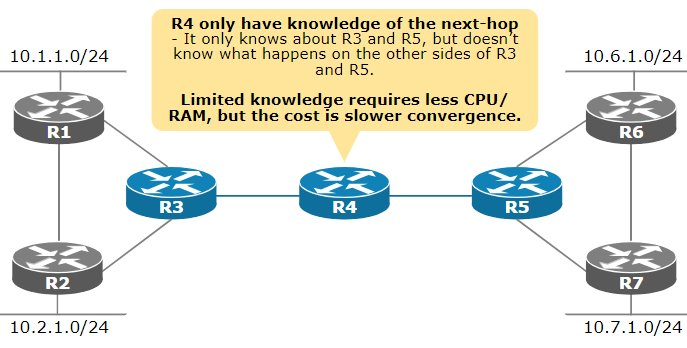 R4 only have knowledge of the next-hop
- It only knows about R3 and R5, but doesn't
know what happens on the other sides of R3
and R5.
Limited knowledge requires less CPU/
RAM, but the cost is slower convergence.
10.1.1.0/24
10.6.1.0/24
R1
R6
R3
R4
R5
R2
R7
10.2.1.0/24
10.7.1.0/24